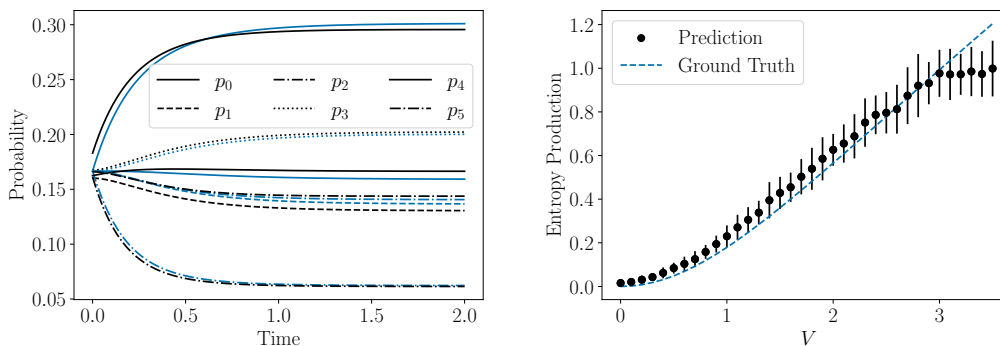 0.30
0.25
0.20
0.15
0.10
0.05
Probability
p0 p2 p4
p1 p3 p5
0.0 0.5 1.0 1.5 2.0
Time
1.2
1.0
0.8
0.6
0.4
0.2
0.0
Entropy Production
Prediction
Ground Truth
0 1 2 3
V